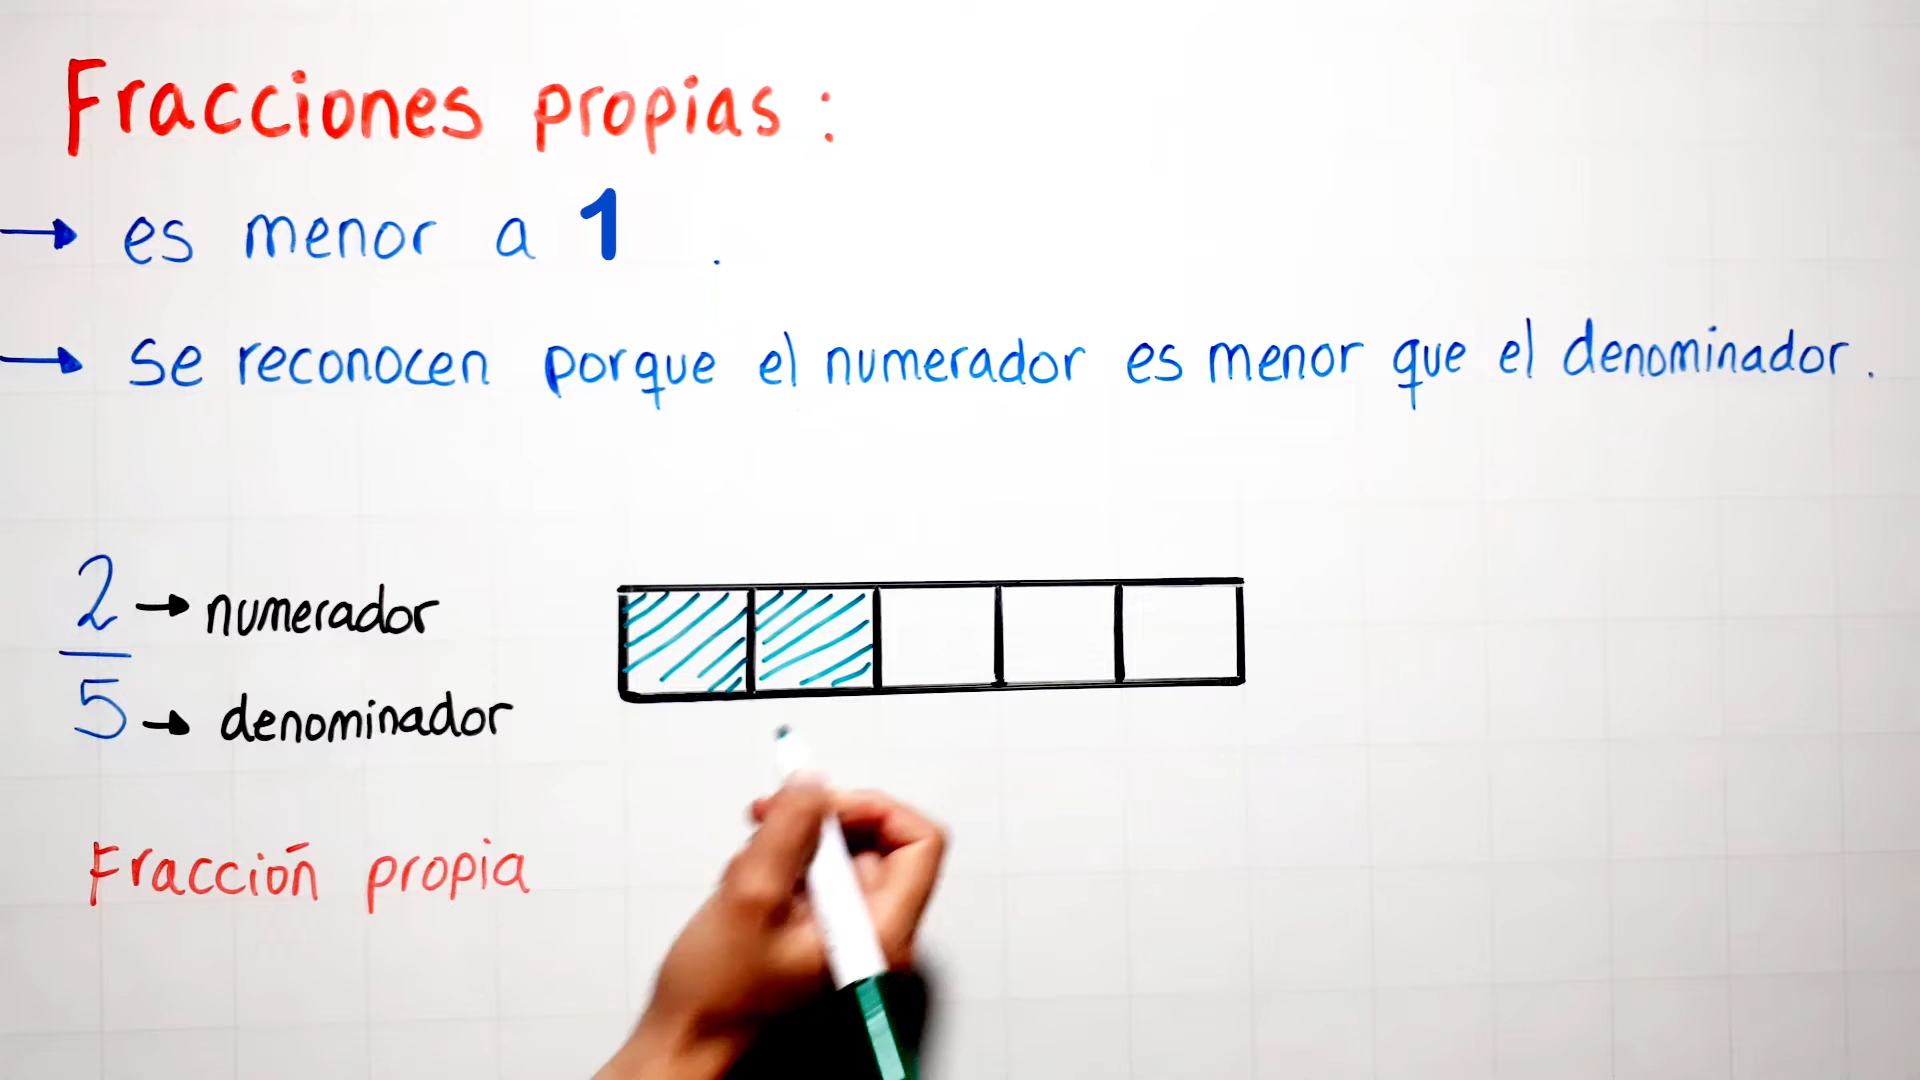 Fracciones propias :
→ es menor a 1 .
→ se reconocen porque el numerador es menor que el denominador.
2 → numerador
5 → denominador
Fracción propia